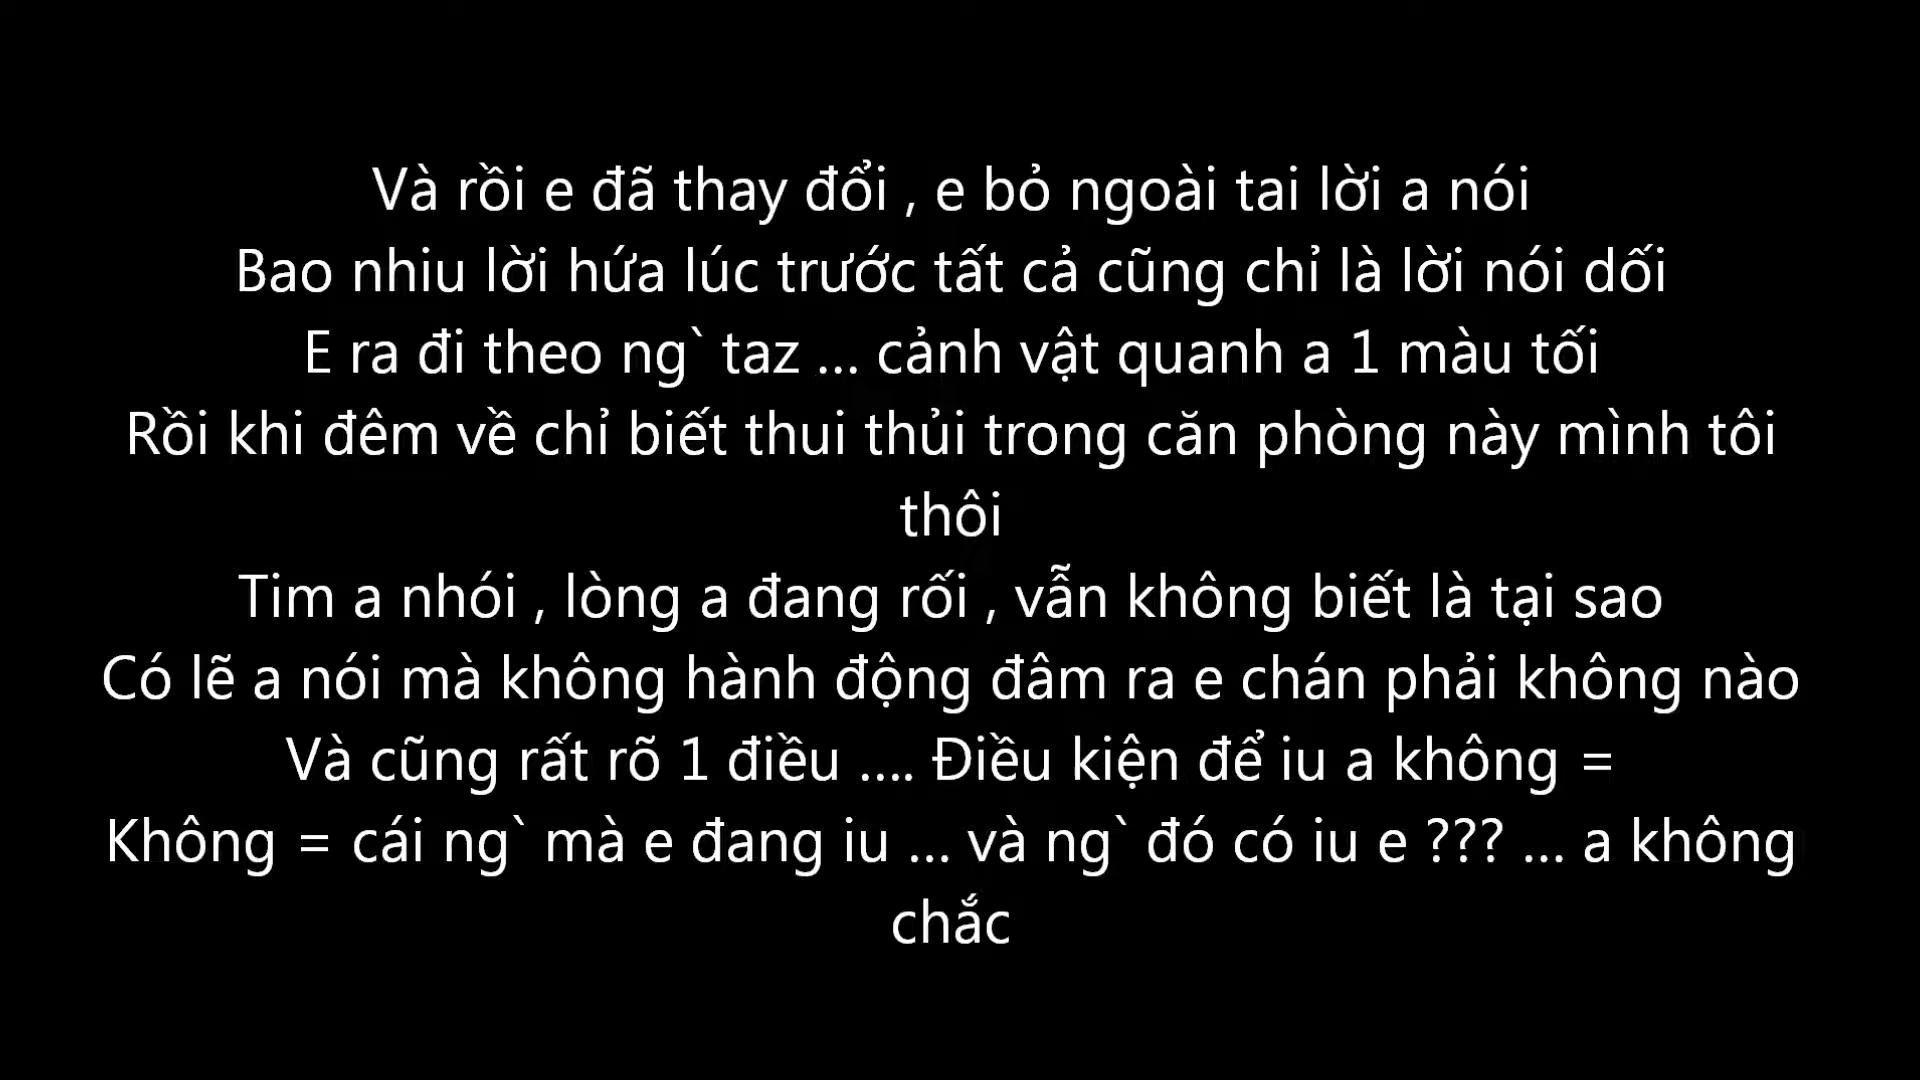 Và rồi e đã thay đổi , e bỏ ngoài tai lời a nói
Bao nhiu lời hứa lúc trước tất cả cũng chỉ là lời nói dối
E ra đi theo ng` taz ... cảnh vật quanh a 1 màu tối
Rồi khi đêm về chỉ biết thui thủi trong căn phòng này mình tôi
thôi
Tim a nhói , lòng a đang rối , vẫn không biết là tại sao
Có lẽ a nói mà không hành động đâm ra e chán phải không nào
Và cũng rất rõ 1 điều .... Điều kiện để iu a không =
Không = cái ng` mà e đang iu ... và ng` đó có iu e ??? ... a không
chắc